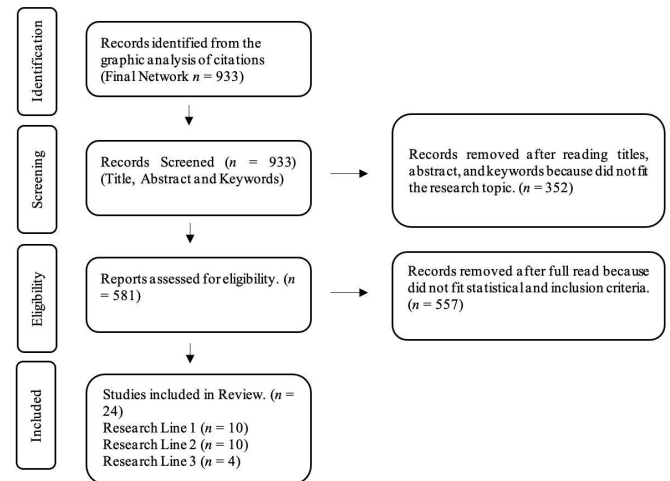 Identification
Records identified from the
graphic analysis of citations
(Final Network n = 933)
Screening
Records Screened (n = 933)
(Title, Abstract and Keywords)
Records removed after reading titles,
abstract, and keywords because did not fit
the research topic. (n = 352)
Eligibility
Reports assessed for eligibility. (n
= 581)
Records removed after full read because
did not fit statistical and inclusion criteria.
(n = 557)
Included
Studies included in Review. (n =
24)
Research Line 1 (n = 10)
Research Line 2 (n = 10)
Research Line 3 (n = 4)